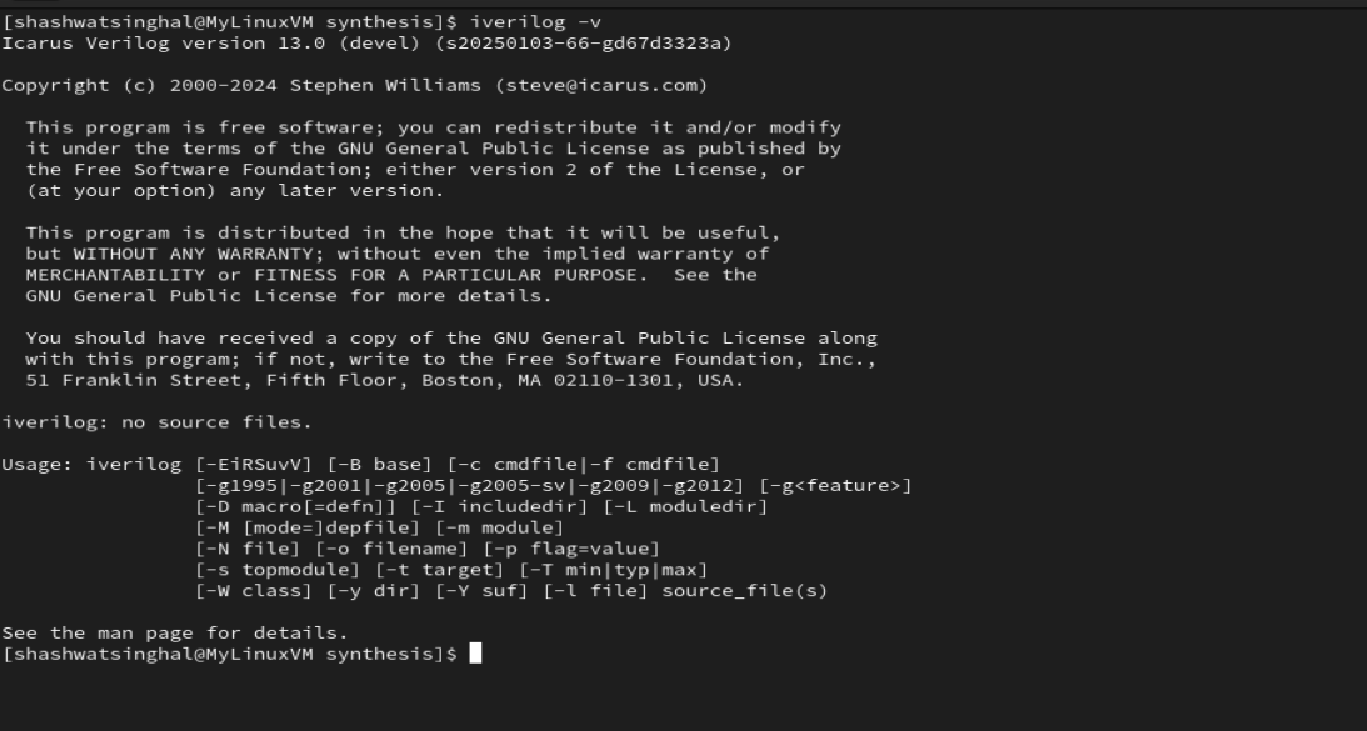 [shashwatsinghal@MyLinuxVM synthesis]$ iverilog -v
Icarus Verilog version 13.0 (devel) (s20250103-66-gd67d3323a)

Copyright (c) 2000-2024 Stephen Williams (steve@icarus.com)

  This program is free software; you can redistribute it and/or modify
  it under the terms of the GNU General Public License as published by
  the Free Software Foundation; either version 2 of the License, or
  (at your option) any later version.

  This program is distributed in the hope that it will be useful,
  but WITHOUT ANY WARRANTY; without even the implied warranty of
  MERCHANTABILITY or FITNESS FOR A PARTICULAR PURPOSE.  See the
  GNU General Public License for more details.

  You should have received a copy of the GNU General Public License along
  with this program; if not, write to the Free Software Foundation, Inc.,
  51 Franklin Street, Fifth Floor, Boston, MA 02110-1301, USA.

iverilog: no source files.

Usage: iverilog [-EiRSuvV] [-B base] [-c cmdfile|-f cmdfile]
                [-g1995|-g2001|-g2005|-g2005-sv|-g2009|-g2012] [-g<feature>]
                [-D macro[=defn]] [-I includedir] [-L moduledir]
                [-M [mode=]depfile] [-m module]
                [-N file] [-o filename] [-p flag=value]
                [-s topmodule] [-t target] [-T min|typ|max]
                [-W class] [-y dir] [-Y suf] [-l file] source_file(s)

See the man page for details.
[shashwatsinghal@MyLinuxVM synthesis]$